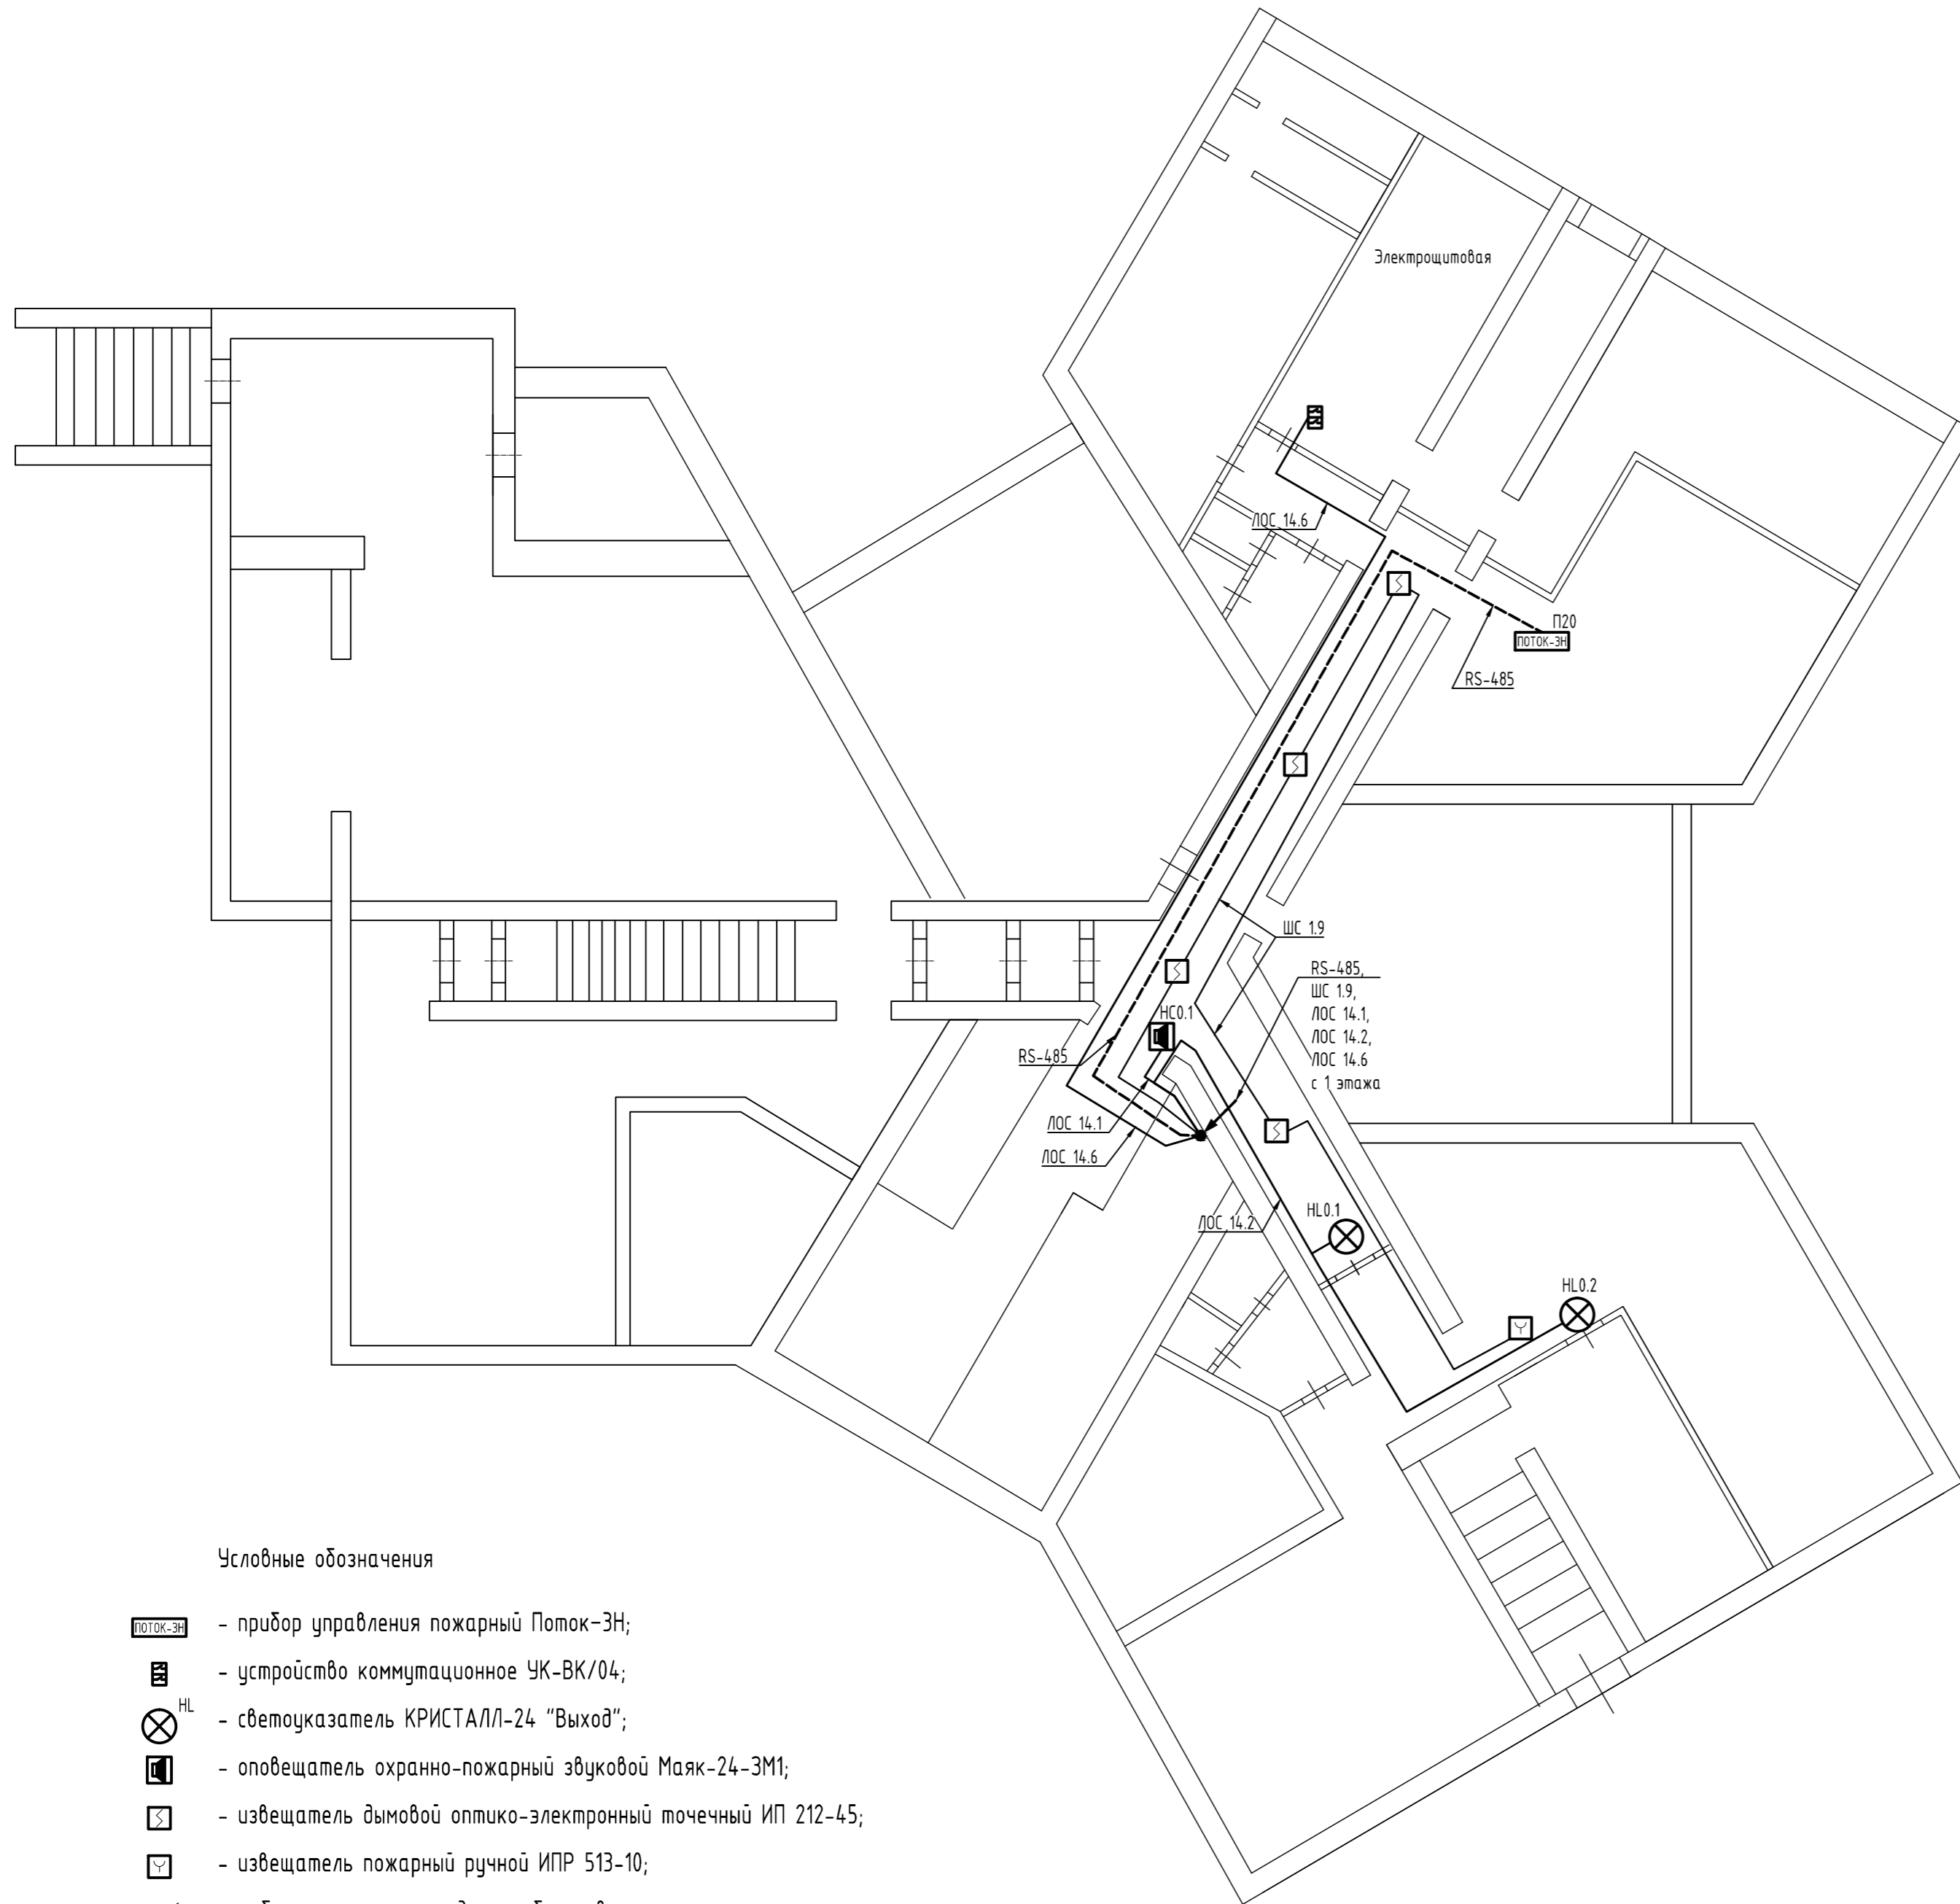 Электрощитовая
ЛОС 14.6
П20
ПОТОК-3Н
RS-485
ШС 1.9
RS-485,
ШС 1.9,
ЛОС 14.1,
ЛОС 14.2,
ЛОС 14.6
с 1 этажа
НС0.1
RS-485
ЛОС 14.1
ЛОС 14.6
ЛОС 14.2
HL0.1
HL0.2
Условные обозначения
ПОТОК-3Н - прибор управления пожарный Поток-3Н;
- устройство коммутационное УК-ВК/04;
HL - светоуказатель КРИСТАЛЛ-24 "Выход";
- оповещатель охранно-пожарный звуковой Маяк-24-3М1;
- извещатель дымовой оптико-электронный точечный ИП 212-45;
- извещатель пожарный ручной ИПР 513-10;